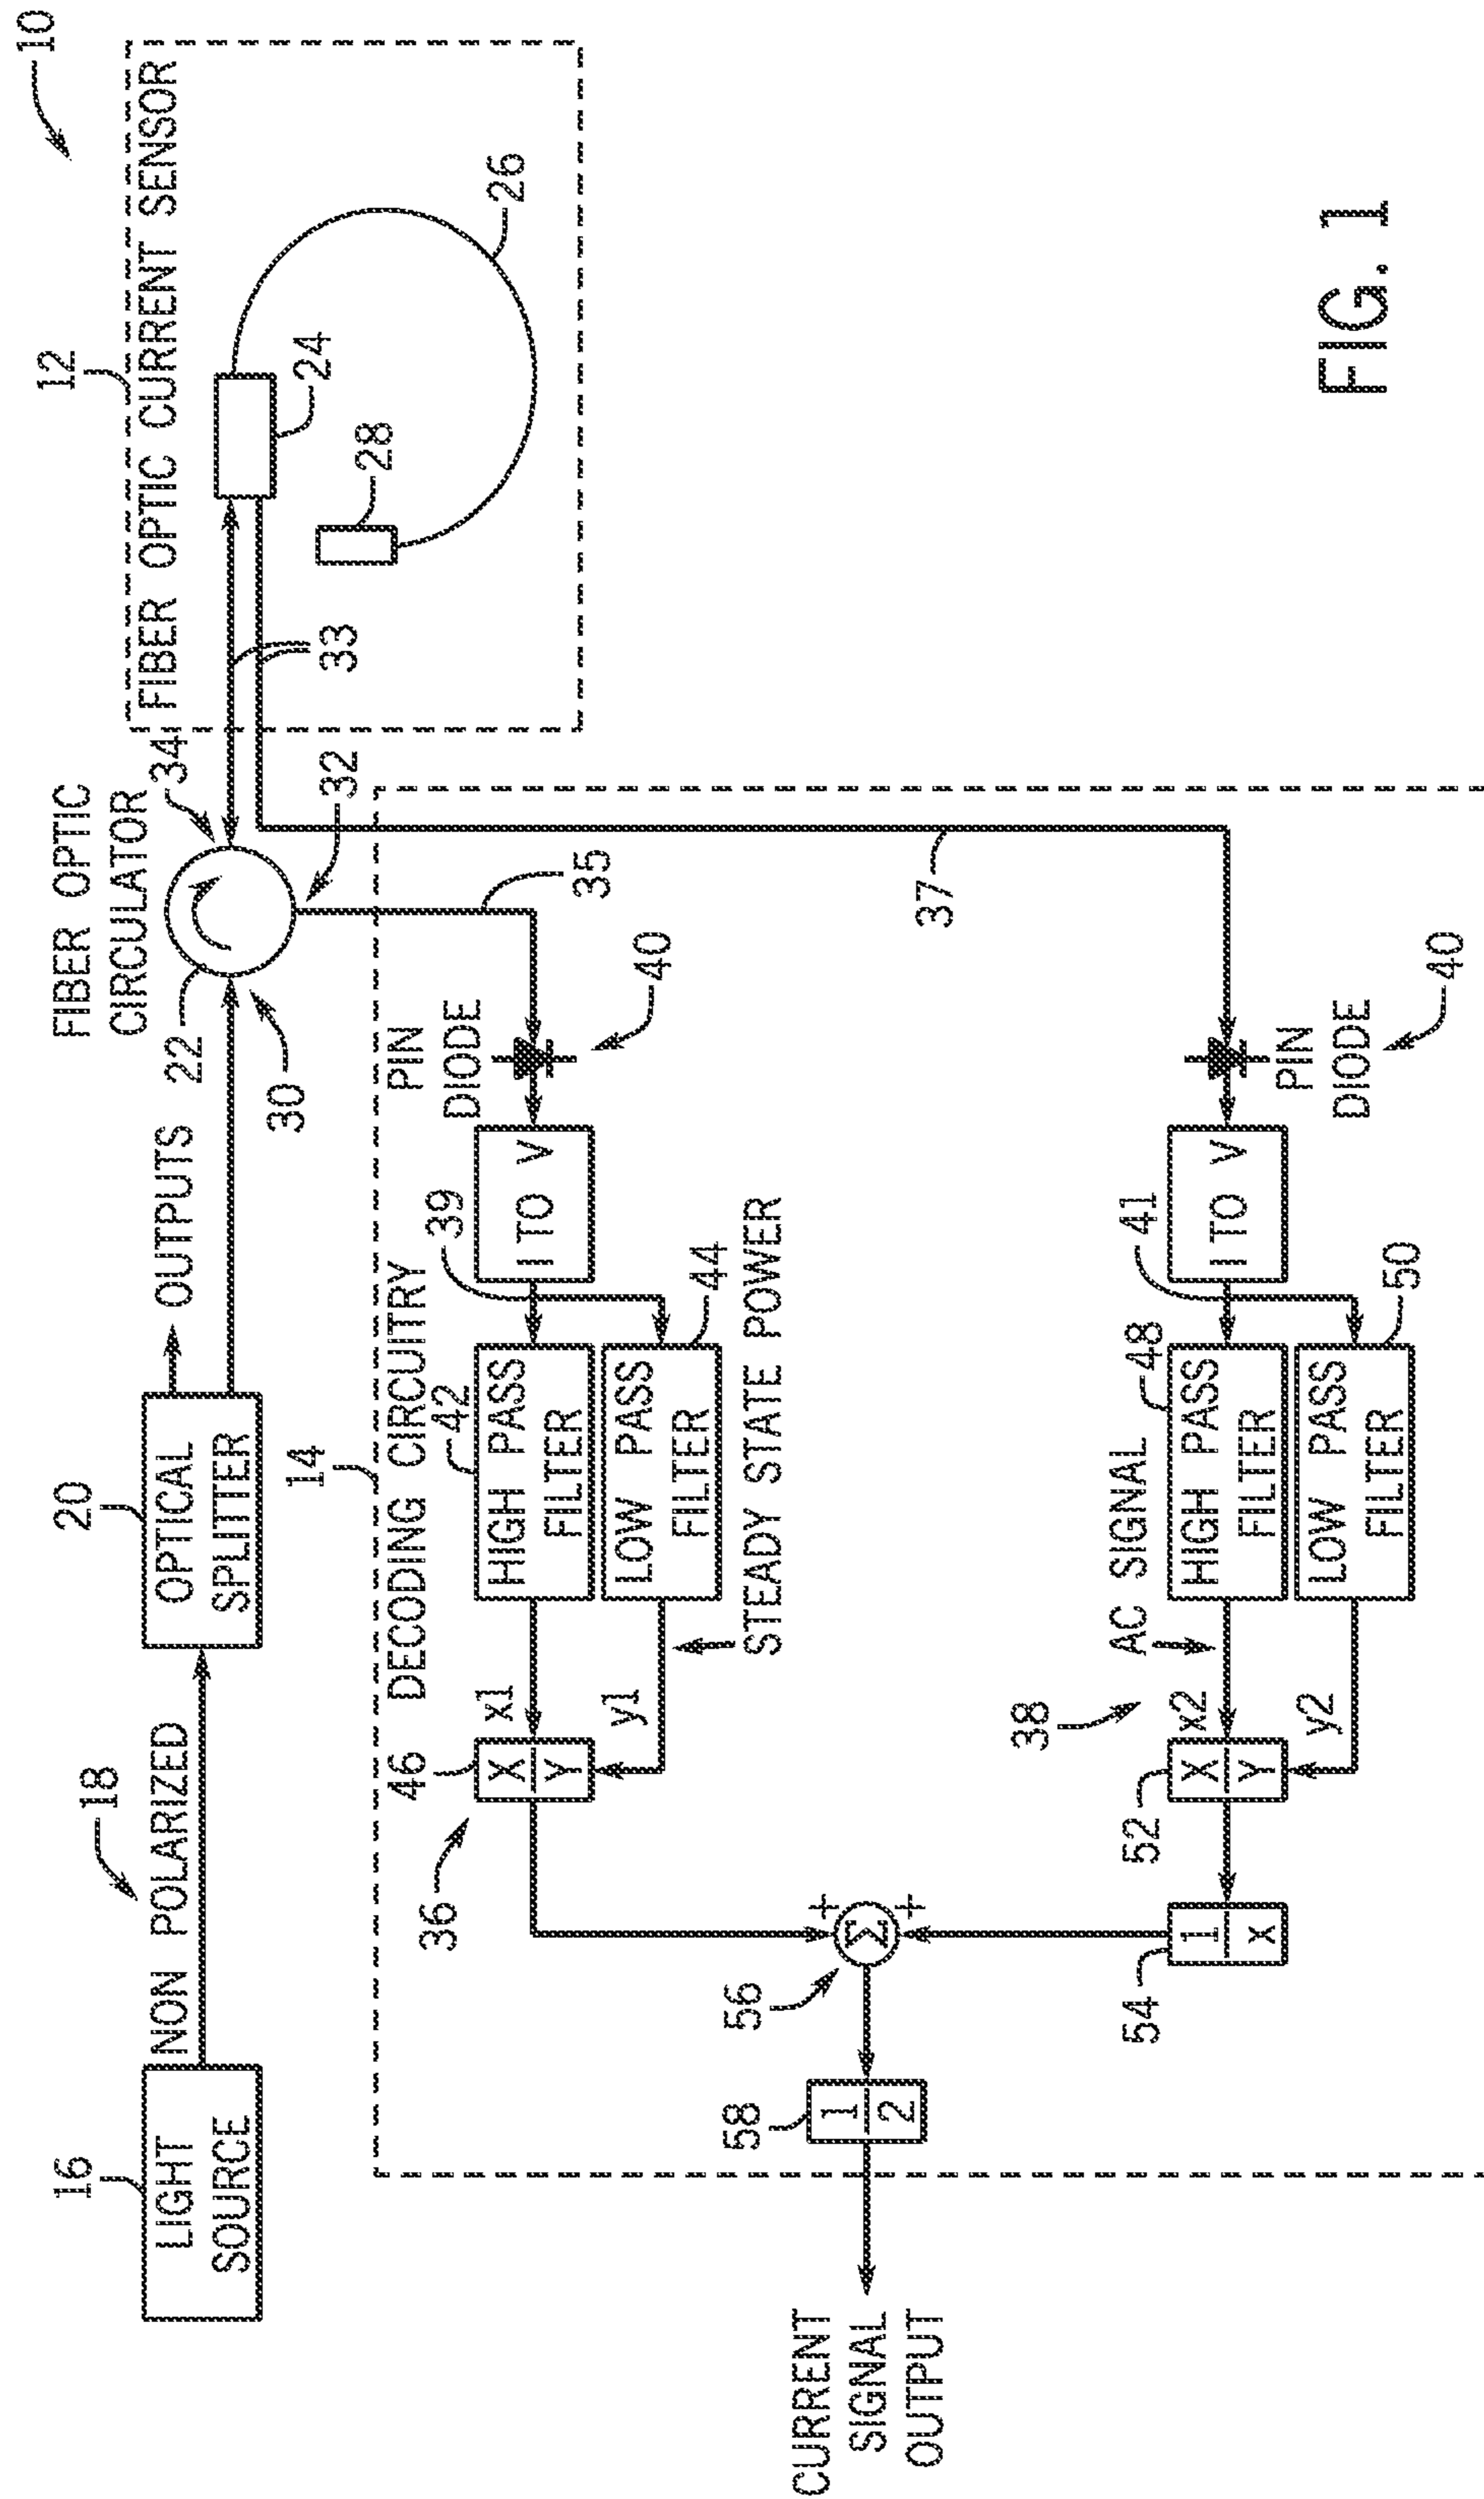 10
12
FIBER OPTIC CURRENT SENSOR
24
26
28
33
FIBER OPTIC
CIRCULATOR
34
22
30
32
OUTPUTS
20
OPTICAL
SPLITTER
18
NON POLARIZED
16
LIGHT
SOURCE
14
DECODING CIRCUITRY
35
37
PIN
DIODE
40
I TO V
39
42
HIGH PASS
FILTER
44
LOW PASS
FILTER
STEADY STATE POWER
x1
y1
46
X
Y
36
PIN
DIODE
40
I TO V
41
48
HIGH PASS
FILTER
50
LOW PASS
FILTER
AC SIGNAL
38
x2
y2
52
X
Y
54
1
x
+
Σ
+
56
58
1
2
CURRENT
SIGNAL
OUTPUT
FIG. 1